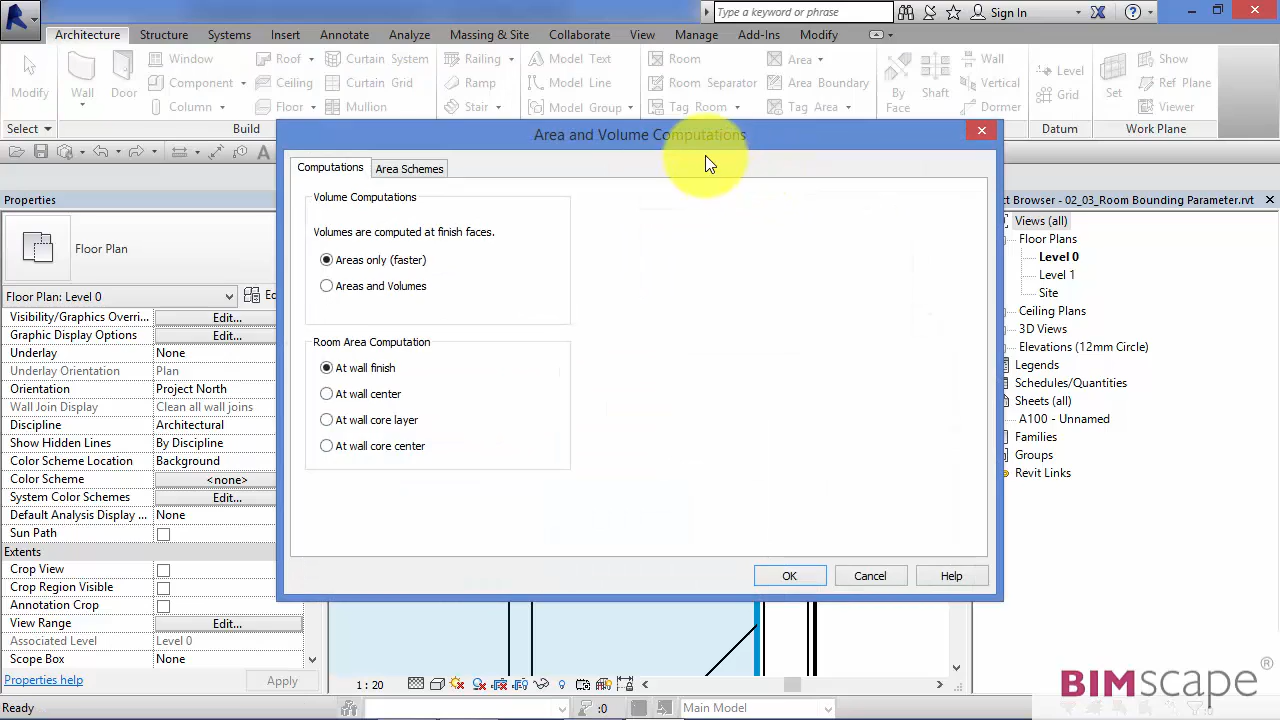 Type a keyword or phrase
Sign In
Architecture
Structure
Systems
Insert
Annotate
Analyze
Massing & Site
Collaborate
View
Manage
Add-Ins
Modify
Modify
Wall
Door
Window
Component
Column
Roof
Ceiling
Floor
Curtain System
Curtain Grid
Mullion
Railing
Ramp
Stair
Model Text
Model Line
Model Group
Room
Room Separator
Tag Room
Area
Area Boundary
Tag Area
By
Face
Shaft
Wall
Vertical
Dormer
Level
Grid
Set
Show
Ref Plane
Viewer
Select
Build
Datum
Work Plane
Area and Volume Computations
Computations
Area Schemes
Volume Computations
Volumes are computed at finish faces.
Areas only (faster)
Areas and Volumes
Room Area Computation
At wall finish
At wall center
At wall core layer
At wall core center
OK
Cancel
Help
Properties
Floor Plan
Floor Plan: Level 0
Ed
Visibility/Graphics Overri... Edit...
Graphic Display Options Edit...
Underlay None
Underlay Orientation Plan
Orientation Project North
Wall Join Display Clean all wall joins
Discipline Architectural
Show Hidden Lines By Discipline
Color Scheme Location Background
Color Scheme <none>
System Color Schemes Edit...
Default Analysis Display ... None
Sun Path
Extents
Crop View
Crop Region Visible
Annotation Crop
View Range Edit...
Associated Level Level 0
Scope Box None
Properties help
Apply
ct Browser - 02_03_Room Bounding Parameter.rvt
Views (all)
Floor Plans
Level 0
Level 1
Site
Ceiling Plans
3D Views
Elevations (12mm Circle)
Legends
Schedules/Quantities
Sheets (all)
A100 - Unnamed
Families
Groups
Revit Links
1 : 20
Ready
:0
Main Model
BIMscape®
:0